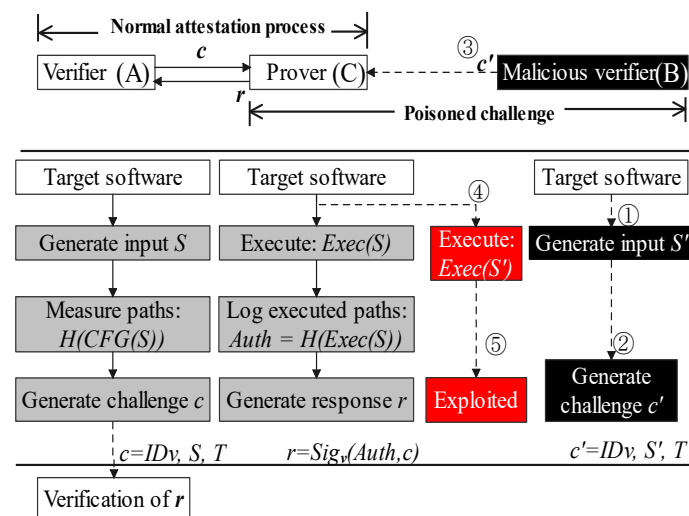 Normal attestation process
Verifier (A)
c
r
Prover (C)
③
c'
Malicious verifier(B)
Poisoned challenge
Target software
Target software
Target software
④
①
Generate input S
Execute: Exec(S)
Execute:
Exec(S')
Generate input S'
Measure paths:
H(CFG(S))
Log executed paths:
Auth = H(Exec(S))
⑤
②
Generate challenge c
Generate response r
Exploited
Generate
challenge c'
c=IDv, S, T
r=Sigv(Auth,c)
c'=IDv, S', T
Verification of r